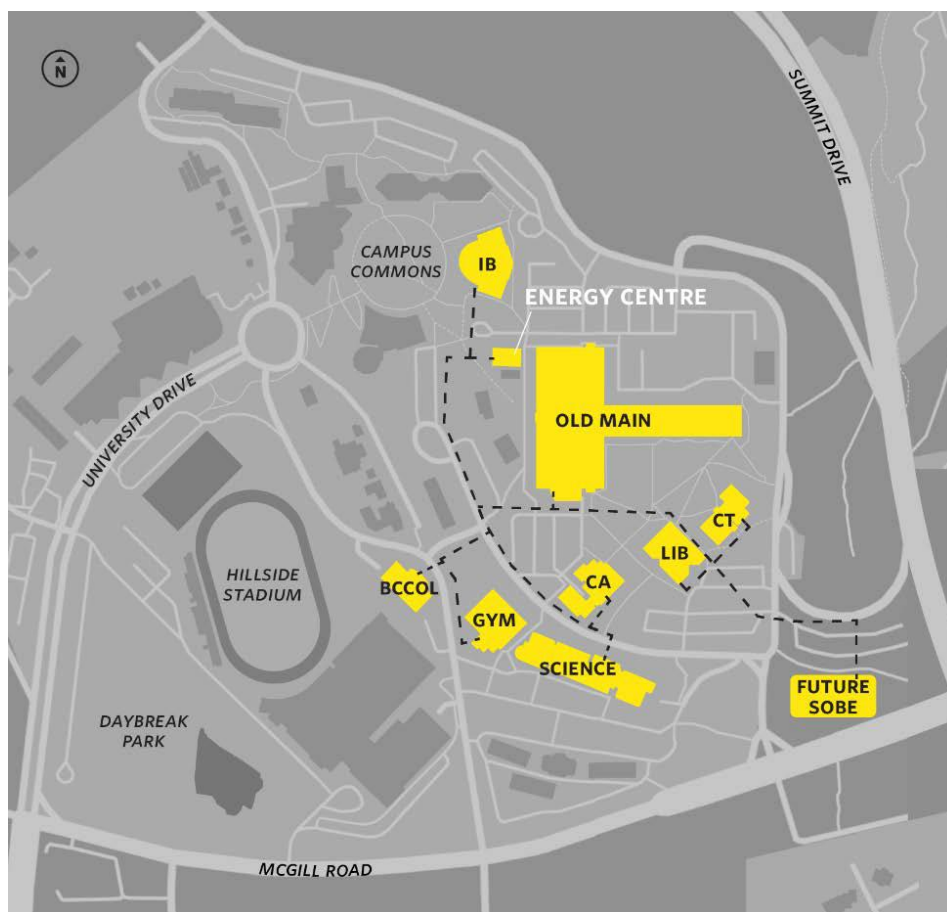 N
SUMMIT DRIVE
CAMPUS
COMMONS
IB
ENERGY CENTRE
UNIVERSITY DRIVE
OLD MAIN
CT
LIB
HILLSIDE
STADIUM
BCCOL
CA
GYM
SCIENCE
FUTURE
SOBE
DAYBREAK
PARK
MCGILL ROAD